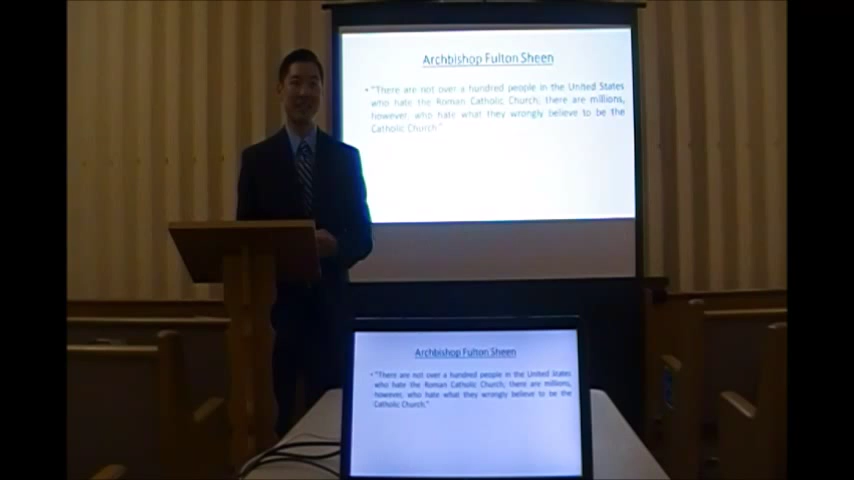 Archbishop Fulton Sheen
• "There are not over a hundred people in the United States
who hate the Roman Catholic Church; there are millions,
however, who hate what they wrongly believe to be the
Catholic Church."
Archbishop Fulton Sheen
• "There are not over a hundred people in the United States
who hate the Roman Catholic Church; there are millions,
however, who hate what they wrongly believe to be the
Catholic Church."